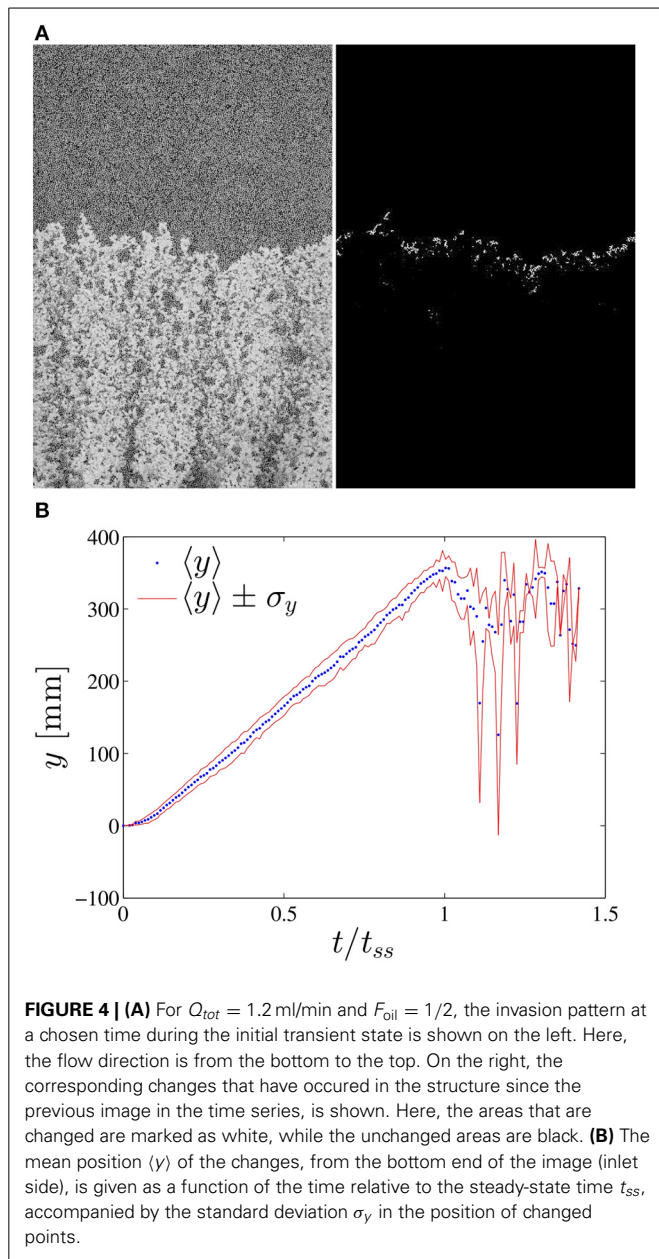 A
B
⟨y⟩
⟨y⟩ ± σ_y
400
300
200
100
0
−100
y [mm]
0
0.5
1
1.5
t/t_ss
FIGURE 4 | (A) For Q_tot = 1.2 ml/min and F_oil = 1/2, the invasion pattern at
a chosen time during the initial transient state is shown on the left. Here,
the flow direction is from the bottom to the top. On the right, the
corresponding changes that have occured in the structure since the
previous image in the time series, is shown. Here, the areas that are
changed are marked as white, while the unchanged areas are black. (B) The
mean position ⟨y⟩ of the changes, from the bottom end of the image (inlet
side), is given as a function of the time relative to the steady-state time t_ss,
accompanied by the standard deviation σ_y in the position of changed
points.